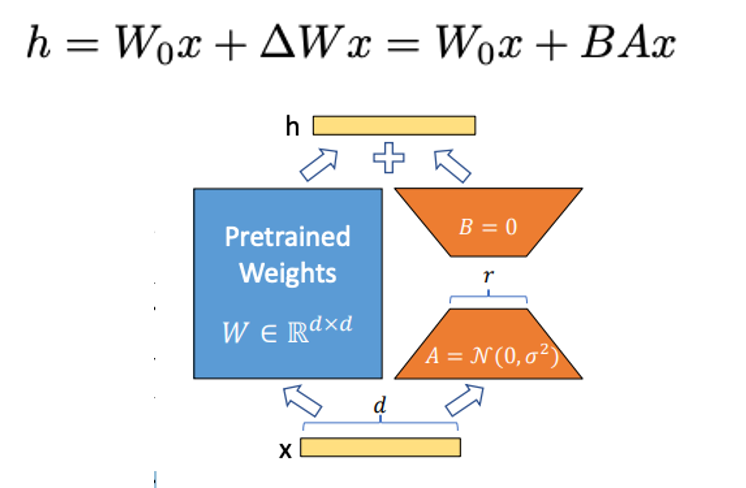 h = W₀x + ΔWx = W₀x + BAx
h
Pretrained
Weights
W ∈ ℝ^{d×d}
B = 0
r
A = 𝒩(0, σ²)
d
x